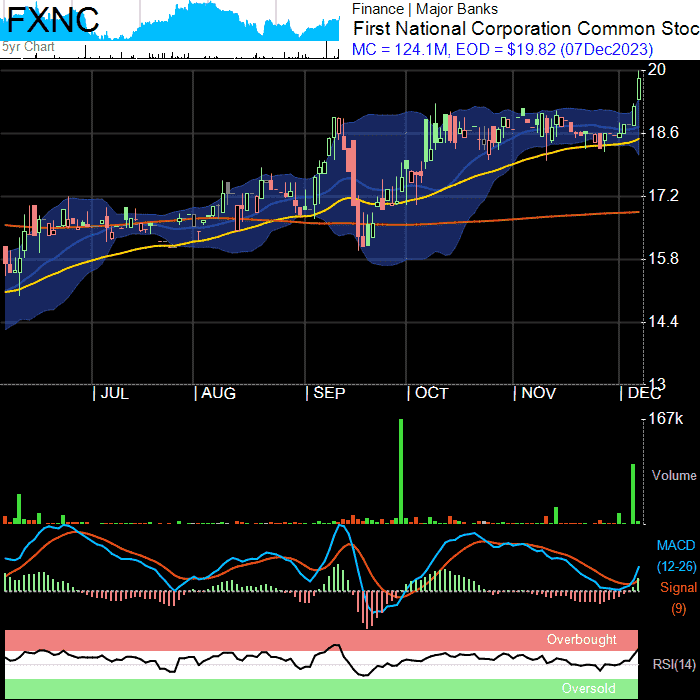 FXNC
5yr Chart
Finance | Major Banks
First National Corporation Common Stoc
MC = 124.1M, EOD = $19.82 (07Dec2023)
20
18.6
17.2
15.8
14.4
13
JUL
AUG
SEP
OCT
NOV
DEC
167k
Volume
MACD
(12-26)
Signal
(9)
Overbought
RSI(14)
Oversold